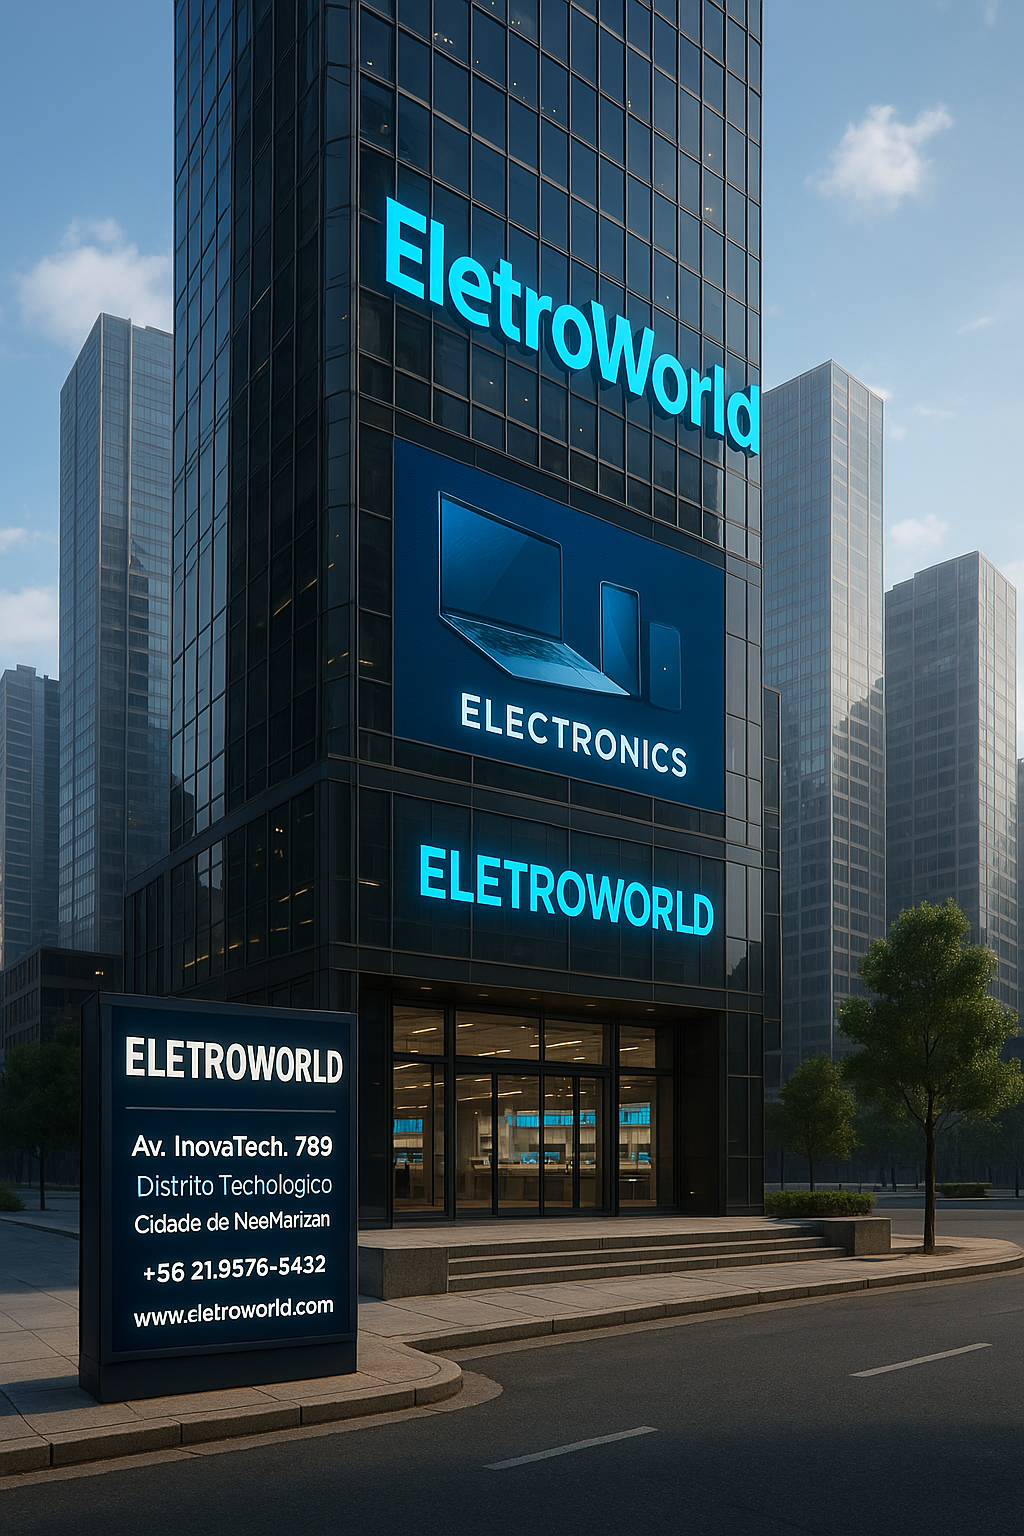 EletroWorld
ELECTRONICS
ELETROWORLD
ELETROWORLD
Av. InovaTech. 789
Distrito Techologico
Cidade de NeeMarizan
+56 21.9576-5432
www.eletroworld.com